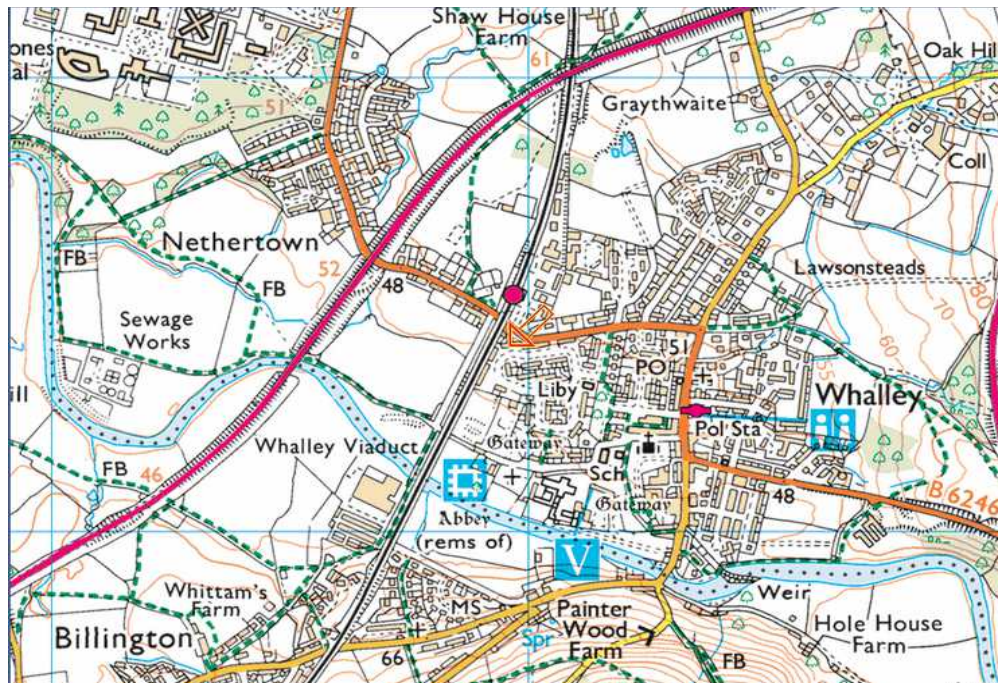 Shaw House
Farm
61
ones
al
51
Oak Hil
Graythwaite
Coll
Nethertown
FB
52
48
FB
Lawsonsteads
80
70
60
55
Sewage
Works
ill
51
PO
Liby
Whalley
Pol Sta
Whalley Viaduct
Gateway
FB
46
Sch
Gateway
48
B 6246
Abbey
(rems of)
V
Whittam's
Farm
MS
Weir
Billington
66
Spr
Painter
Wood
Farm
FB
Hole House
Farm